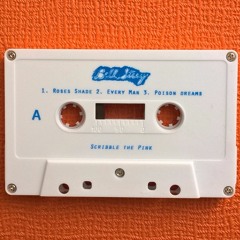 1. Roses Shade 2. Every Man 3. Poison dreams
A
Scribble the Pink